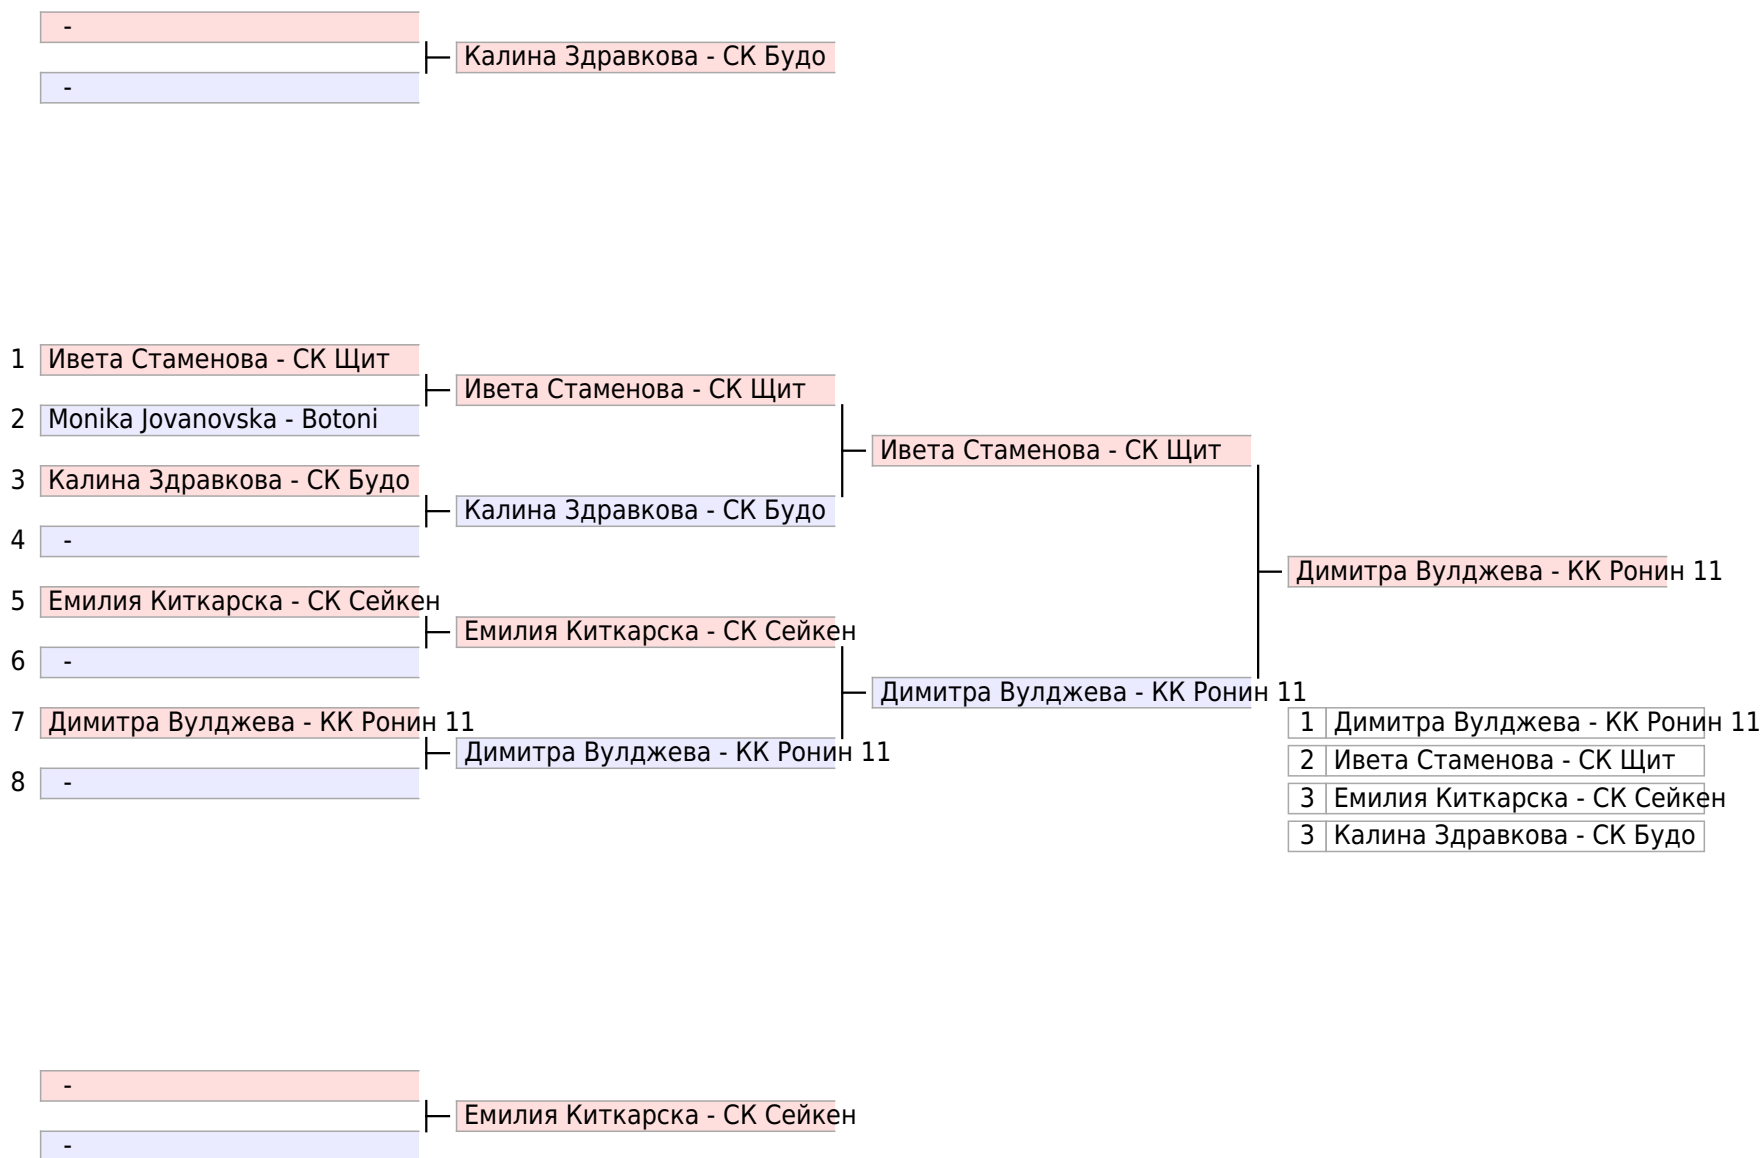 -
Калина Здравкова - СК Будо
-
1 Ивета Стаменова - СК Щит
Ивета Стаменова - СК Щит
2 Monika Jovanovska - Botoni
Ивета Стаменова - СК Щит
3 Калина Здравкова - СК Будо
Калина Здравкова - СК Будо
4 -
Димитра Вулджева - КК Ронин 11
5 Емилия Киткарска - СК Сейкен
Емилия Киткарска - СК Сейкен
6 -
Димитра Вулджева - КК Ронин 11
7 Димитра Вулджева - КК Ронин 11
1 Димитра Вулджева - КК Ронин 11
Димитра Вулджева - КК Ронин 11
2 Ивета Стаменова - СК Щит
8 -
3 Емилия Киткарска - СК Сейкен
3 Калина Здравкова - СК Будо
-
Емилия Киткарска - СК Сейкен
-